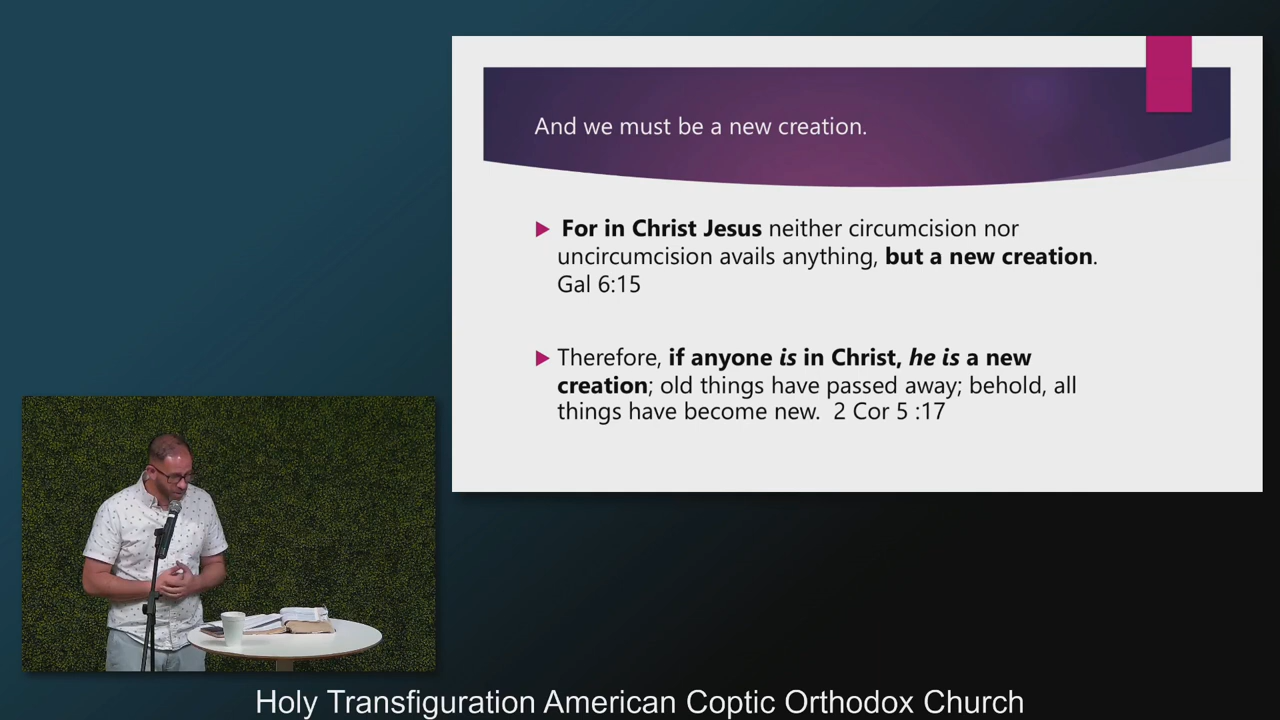 And we must be a new creation.
For in Christ Jesus neither circumcision nor
uncircumcision avails anything, but a new creation.
Gal 6:15
Therefore, if anyone is in Christ, he is a new
creation; old things have passed away; behold, all
things have become new. 2 Cor 5 :17
Holy Transfiguration American Coptic Orthodox Church